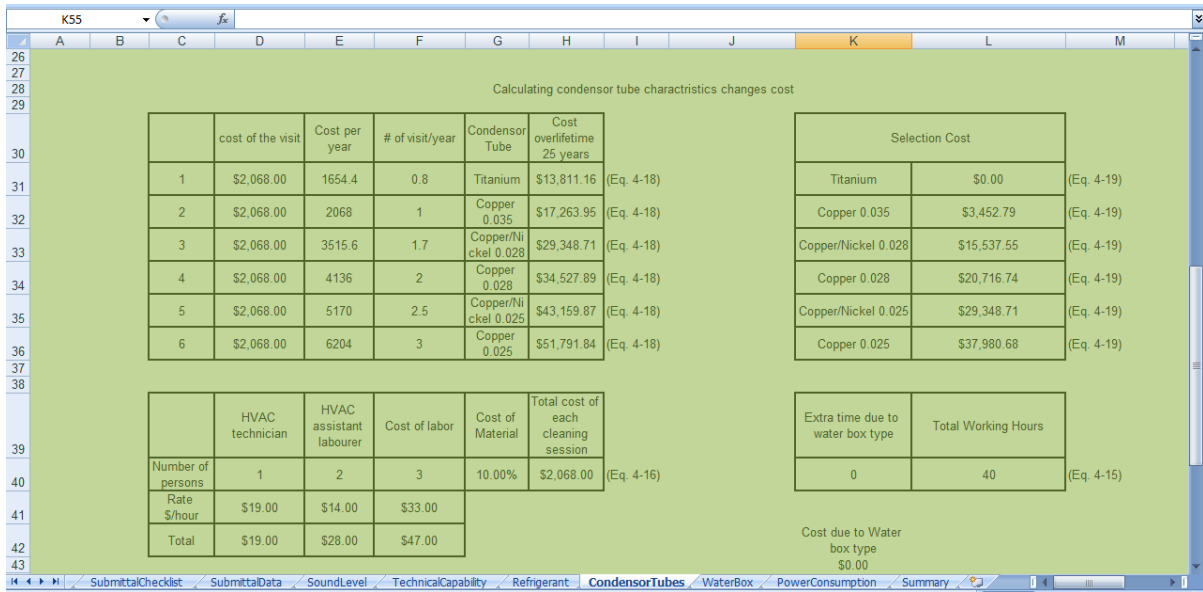 K55
fx
A B C D E F G H I J K L M
26
27
28 Calculating condensor tube charactristics changes cost
29
30 cost of the visit Cost per year # of visit/year Condensor Tube Cost overlifetime 25 years Selection Cost
31 1 $2,068.00 1654.4 0.8 Titanium $13,811.16 (Eq. 4-18) Titanium $0.00 (Eq. 4-19)
32 2 $2,068.00 2068 1 Copper 0.035 $17,263.95 (Eq. 4-18) Copper 0.035 $3,452.79 (Eq. 4-19)
33 3 $2,068.00 3515.6 1.7 Copper/Ni ckel 0.028 $29,348.71 (Eq. 4-18) Copper/Nickel 0.028 $15,537.55 (Eq. 4-19)
34 4 $2,068.00 4136 2 Copper 0.028 $34,527.89 (Eq. 4-18) Copper 0.028 $20,716.74 (Eq. 4-19)
35 5 $2,068.00 5170 2.5 Copper/Ni ckel 0.025 $43,159.87 (Eq. 4-18) Copper/Nickel 0.025 $29,348.71 (Eq. 4-19)
36 6 $2,068.00 6204 3 Copper 0.025 $51,791.84 (Eq. 4-18) Copper 0.025 $37,980.68 (Eq. 4-19)
37
38
39 HVAC technician HVAC assistant labourer Cost of labor Cost of Material Total cost of each cleaning session Extra time due to water box type Total Working Hours
40 Number of persons 1 2 3 10.00% $2,068.00 (Eq. 4-16) 0 40 (Eq. 4-15)
41 Rate $/hour $19.00 $14.00 $33.00
42 Total $19.00 $28.00 $47.00 Cost due to Water box type
43 $0.00
SubmittalChecklist SubmittalData SoundLevel TechnicalCapability Refrigerant CondensorTubes WaterBox PowerConsumption Summary